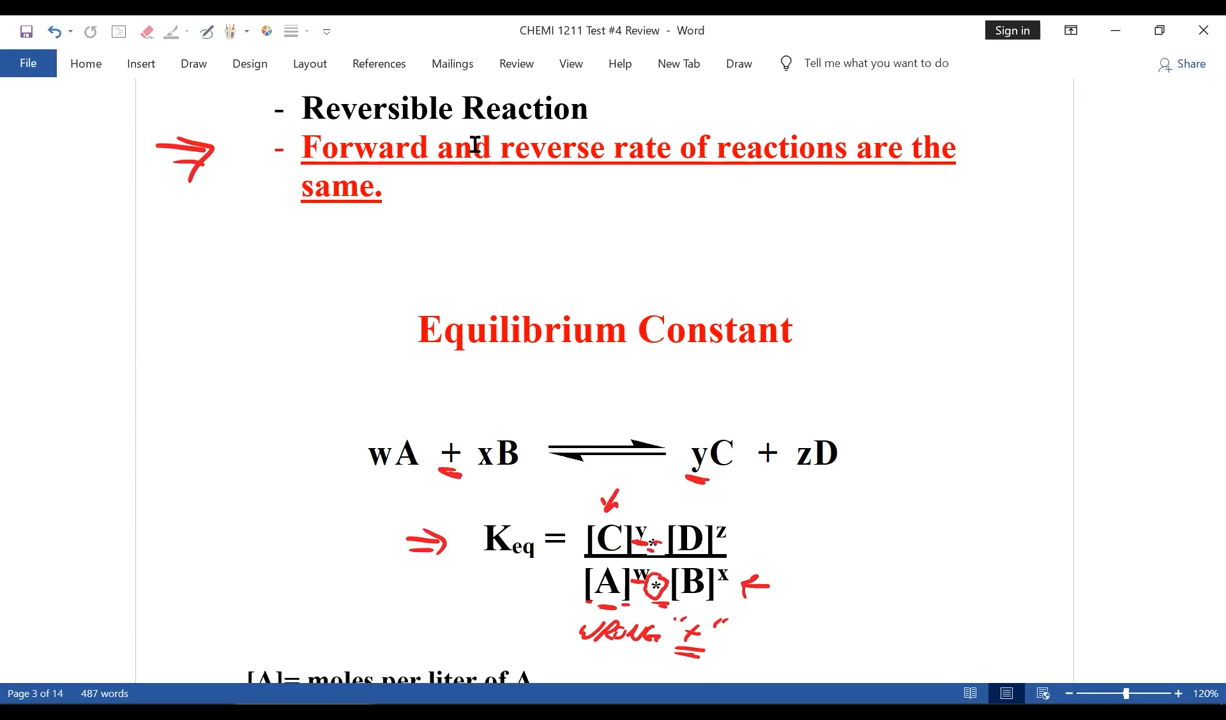 CHEMI 1211 Test #4 Review - Word
Sign in
File Home Insert Draw Design Layout References Mailings Review View Help New Tab Draw Tell me what you want to do Share
- Reversible Reaction
- Forward and reverse rate of reactions are the
same.
Equilibrium Constant
wA + xB ⇌ yC + zD
Keq = [C]^y * [D]^z
[A]^w * [B]^x
WRONG "+"
[A]= moles per liter of A
Page 3 of 14 487 words 120%